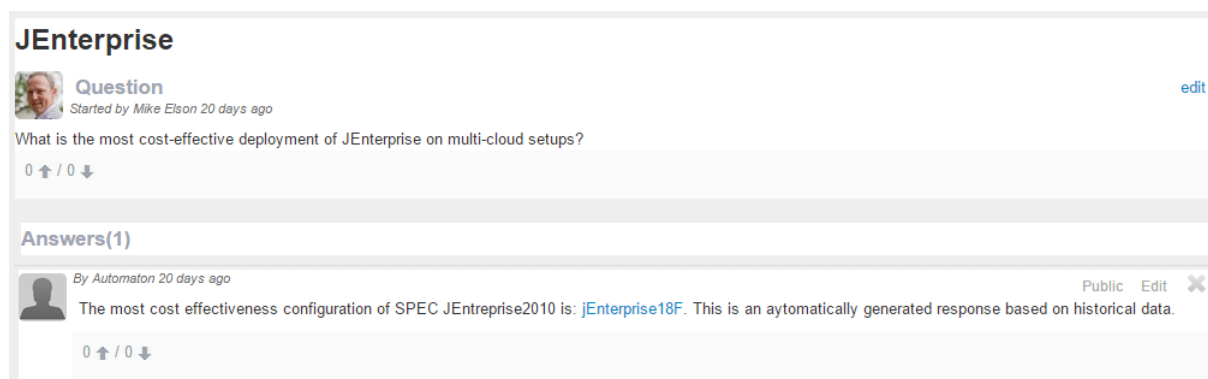 JEnterprise
Question
edit
Started by Mike Elson 20 days ago
What is the most cost-effective deployment of JEnterprise on multi-cloud setups?
0 / 0
Answers(1)
By Automaton 20 days ago
Public Edit
The most cost effectiveness configuration of SPEC JEntreprise2010 is: jEnterprise18F. This is an aytomatically generated response based on historical data.
0 / 0